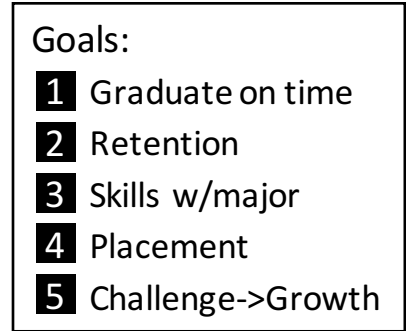 Goals:
1 Graduate on time
2 Retention
3 Skills w/major
4 Placement
5 Challenge->Growth